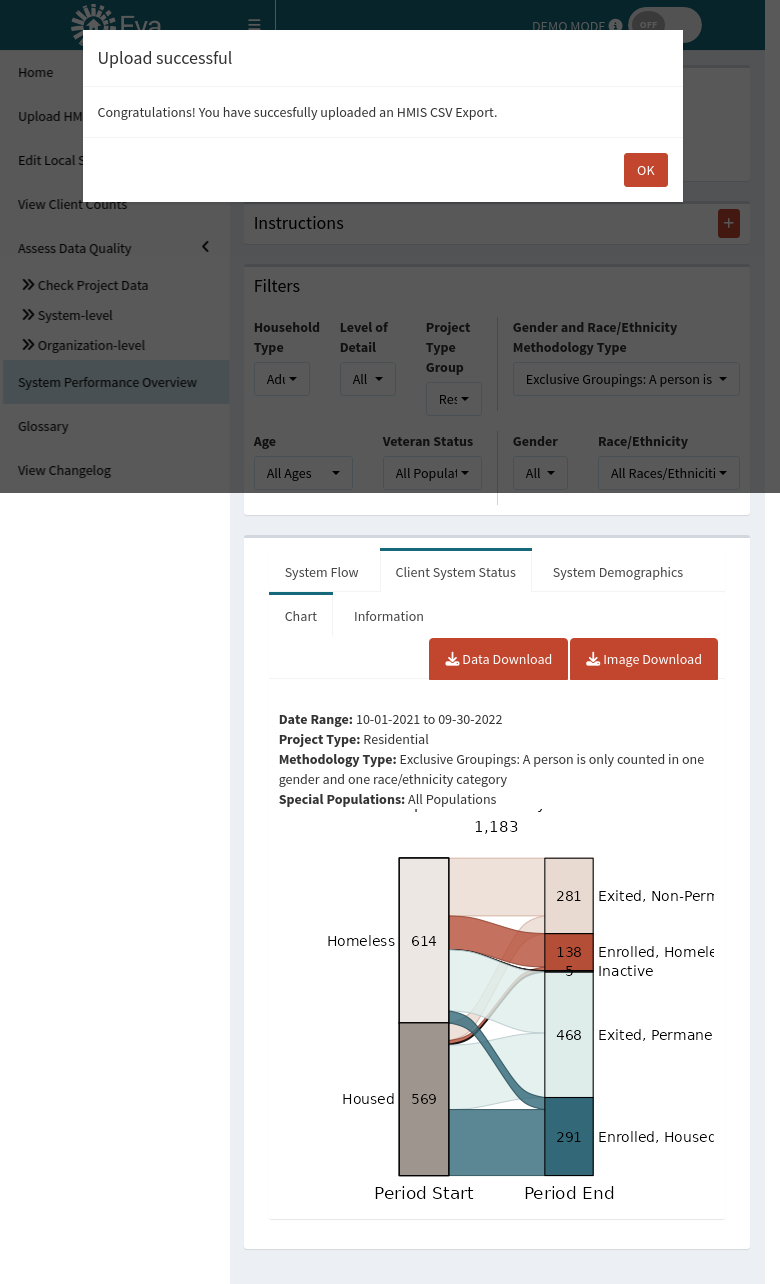 Eva
DEMO MODE
OFF
Upload successful
Congratulations! You have succesfully uploaded an HMIS CSV Export.
OK
Home
Upload HM
Edit Local S
View Client Counts
Assess Data Quality
Check Project Data
System-level
Organization-level
System Performance Overview
Glossary
View Changelog
Instructions
+
Filters
Household Type
Level of Detail
Project Type Group
Gender and Race/Ethnicity Methodology Type
Adu
All
Res
Exclusive Groupings: A person is
Age
Veteran Status
Gender
Race/Ethnicity
All Ages
All Populat
All
All Races/Ethniciti
System Flow
Client System Status
System Demographics
Chart
Information
Data Download
Image Download
Date Range: 10-01-2021 to 09-30-2022
Project Type: Residential
Methodology Type: Exclusive Groupings: A person is only counted in one
gender and one race/ethnicity category
Special Populations: All Populations
1,183
281 Exited, Non-Perm
Homeless 614
138 Enrolled, Homele
5 Inactive
468 Exited, Permane
Housed 569
291 Enrolled, Housed
Period Start
Period End